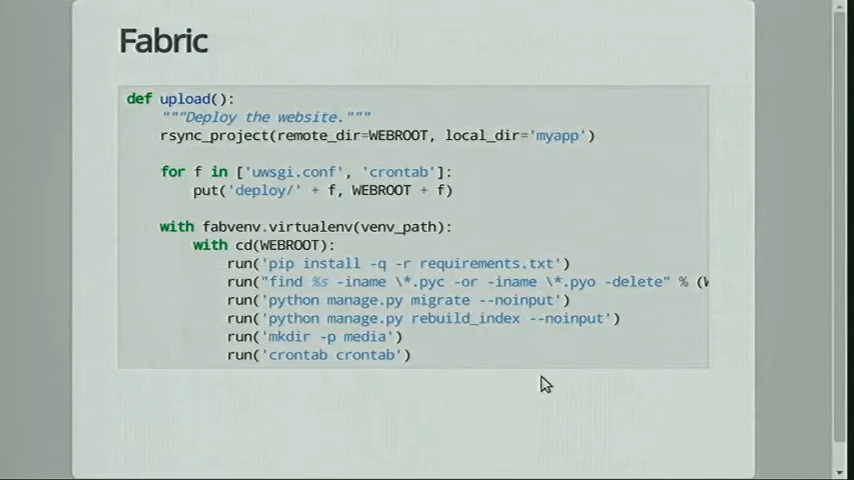 Fabric
def upload():
"""Deploy the website."""
rsync_project(remote_dir=WEBROOT, local_dir='myapp')
for f in ['uwsgi.conf', 'crontab']:
put('deploy/' + f, WEBROOT + f)
with fabvenv.virtualenv(venv_path):
with cd(WEBROOT):
run('pip install -q -r requirements.txt')
run("find %s -iname \*.pyc -or -iname \*.pyo -delete" % (
run('python manage.py migrate --noinput')
run('python manage.py rebuild_index --noinput')
run('mkdir -p media')
run('crontab crontab')